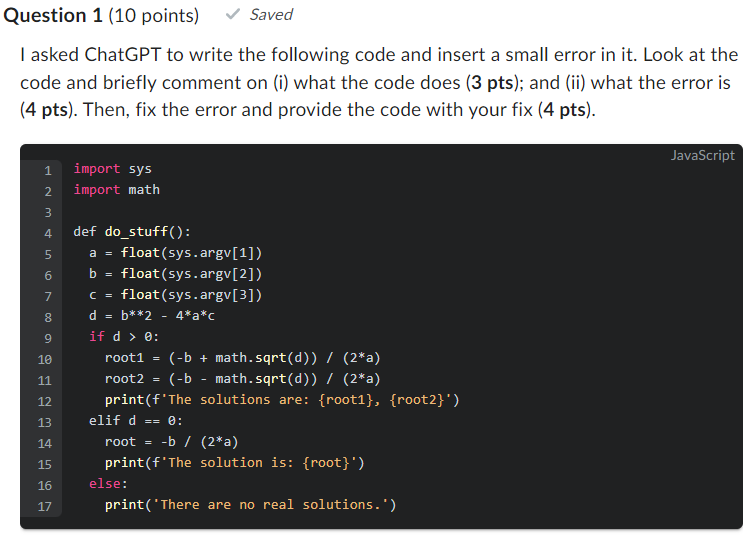 Question 1 (10 points) ✓ Saved
I asked ChatGPT to write the following code and insert a small error in it. Look at the
code and briefly comment on (i) what the code does (3 pts); and (ii) what the error is
(4 pts). Then, fix the error and provide the code with your fix (4 pts).
JavaScript
1 import sys
2 import math
3
4 def do_stuff():
5   a = float(sys.argv[1])
6   b = float(sys.argv[2])
7   c = float(sys.argv[3])
8   d = b**2 - 4*a*c
9   if d > 0:
10     root1 = (-b + math.sqrt(d)) / (2*a)
11     root2 = (-b - math.sqrt(d)) / (2*a)
12     print(f'The solutions are: {root1}, {root2}')
13   elif d == 0:
14     root = -b / (2*a)
15     print(f'The solution is: {root}')
16   else:
17     print('There are no real solutions.')